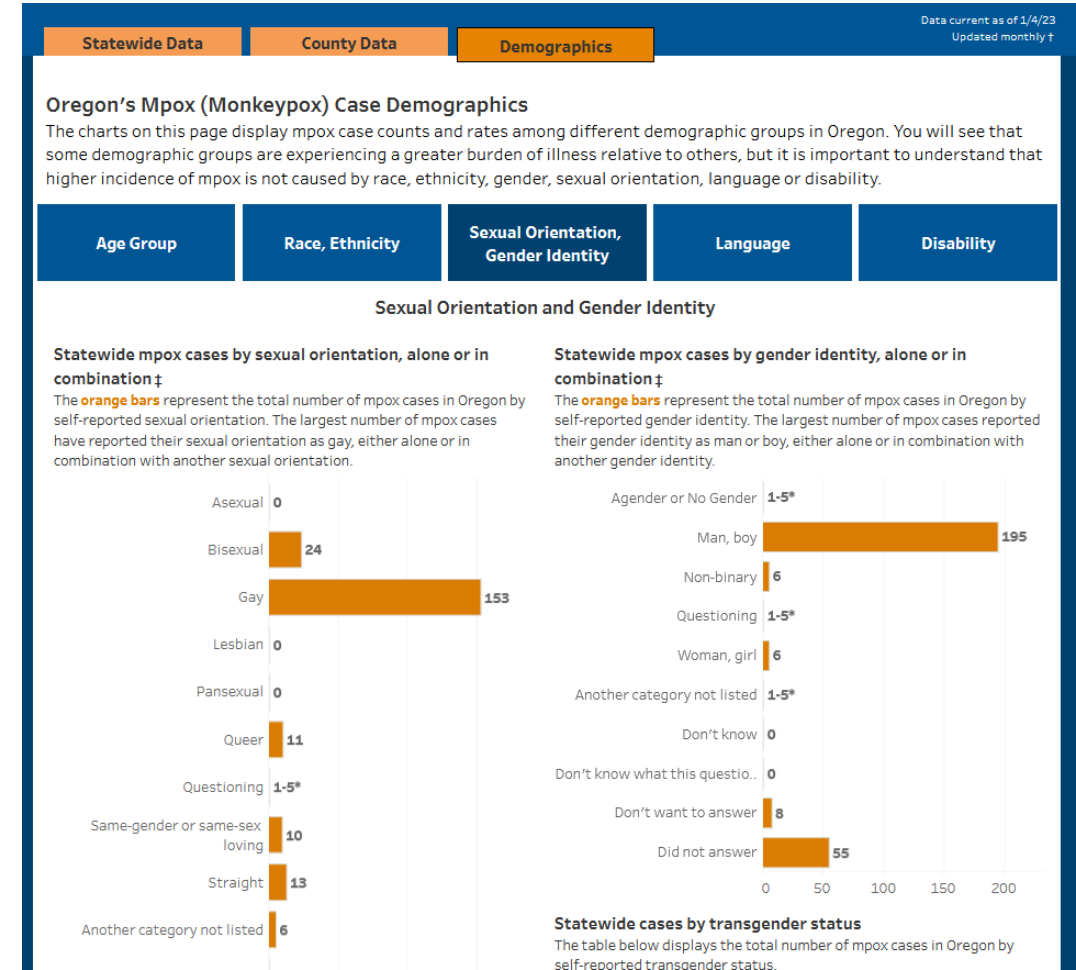 Data current as of 1/4/23
Updated monthly †
Statewide Data
County Data
Demographics
Oregon's Mpox (Monkeypox) Case Demographics
The charts on this page display mpox case counts and rates among different demographic groups in Oregon. You will see that
some demographic groups are experiencing a greater burden of illness relative to others, but it is important to understand that
higher incidence of mpox is not caused by race, ethnicity, gender, sexual orientation, language or disability.
Age Group
Race, Ethnicity
Sexual Orientation,
Gender Identity
Language
Disability
Sexual Orientation and Gender Identity
Statewide mpox cases by sexual orientation, alone or in
combination ‡
The orange bars represent the total number of mpox cases in Oregon by
self-reported sexual orientation. The largest number of mpox cases
have reported their sexual orientation as gay, either alone or in
combination with another sexual orientation.
Asexual 0
Bisexual 24
Gay 153
Lesbian 0
Pansexual 0
Queer 11
Questioning 1-5*
Same-gender or same-sex
loving 10
Straight 13
Another category not listed 6
Statewide mpox cases by gender identity, alone or in
combination ‡
The orange bars represent the total number of mpox cases in Oregon by
self-reported gender identity. The largest number of mpox cases reported
their gender identity as man or boy, either alone or in combination with
another gender identity.
Agender or No Gender 1-5*
Man, boy 195
Non-binary 6
Questioning 1-5*
Woman, girl 6
Another category not listed 1-5*
Don't know 0
Don't know what this questio.. 0
Don't want to answer 8
Did not answer 55
0 50 100 150 200
Statewide cases by transgender status
The table below displays the total number of mpox cases in Oregon by
self-reported transgender status.